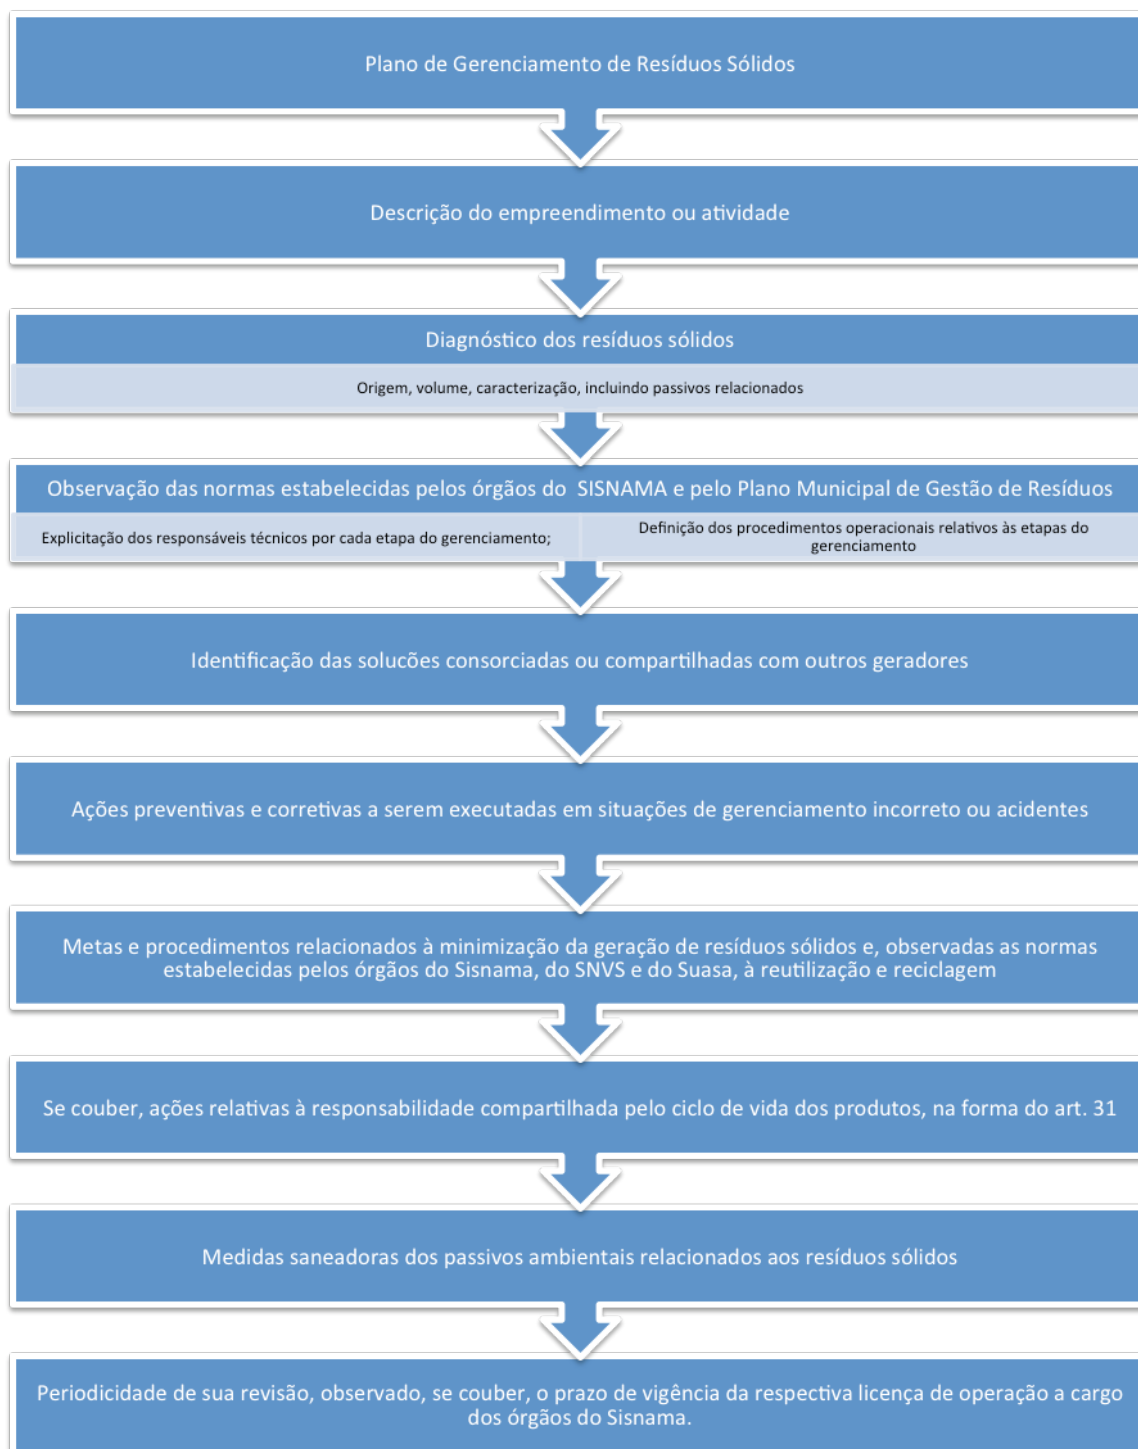 Plano de Gerenciamento de Resíduos Sólidos
Descrição do empreendimento ou atividade
Diagnóstico dos resíduos sólidos
Origem, volume, caracterização, incluindo passivos relacionados
Observação das normas estabelecidas pelos órgãos do SISNAMA e pelo Plano Municipal de Gestão de Resíduos
Explicitação dos responsáveis técnicos por cada etapa do gerenciamento;
Definição dos procedimentos operacionais relativos às etapas do
gerenciamento
Identificação das solucões consorciadas ou compartilhadas com outros geradores
Ações preventivas e corretivas a serem executadas em situações de gerenciamento incorreto ou acidentes
Metas e procedimentos relacionados à minimização da geração de resíduos sólidos e, observadas as normas
estabelecidas pelos órgãos do Sisnama, do SNVS e do Suasa, à reutilização e reciclagem
Se couber, ações relativas à responsabilidade compartilhada pelo ciclo de vida dos produtos, na forma do art. 31
Medidas saneadoras dos passivos ambientais relacionados aos resíduos sólidos
Periodicidade de sua revisão, observado, se couber, o prazo de vigência da respectiva licença de operação a cargo
dos órgãos do Sisnama.